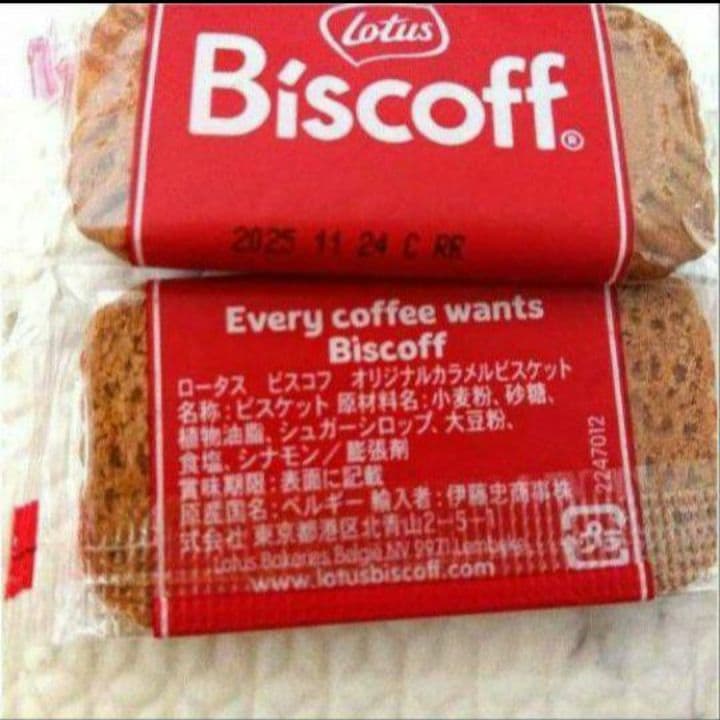 Lotus
Biscoff®
2025 11 24 C RR
Every coffee wants
Biscoff
ロータス ビスコフ オリジナルカラメルビスケット
名称:ビスケット 原材料名:小麦粉、砂糖、
植物油脂、シュガーシロップ、大豆粉、
食塩、シナモン/膨張剤
賞味期限:表面に記載
原産国名:ベルギー 輸入者:伊藤忠商事株
式会社 東京都港区北青山2-5-1
Lotus Bakeries België NV 9971 Lembeke
www.lotusbiscoff.com
2247012
プラ